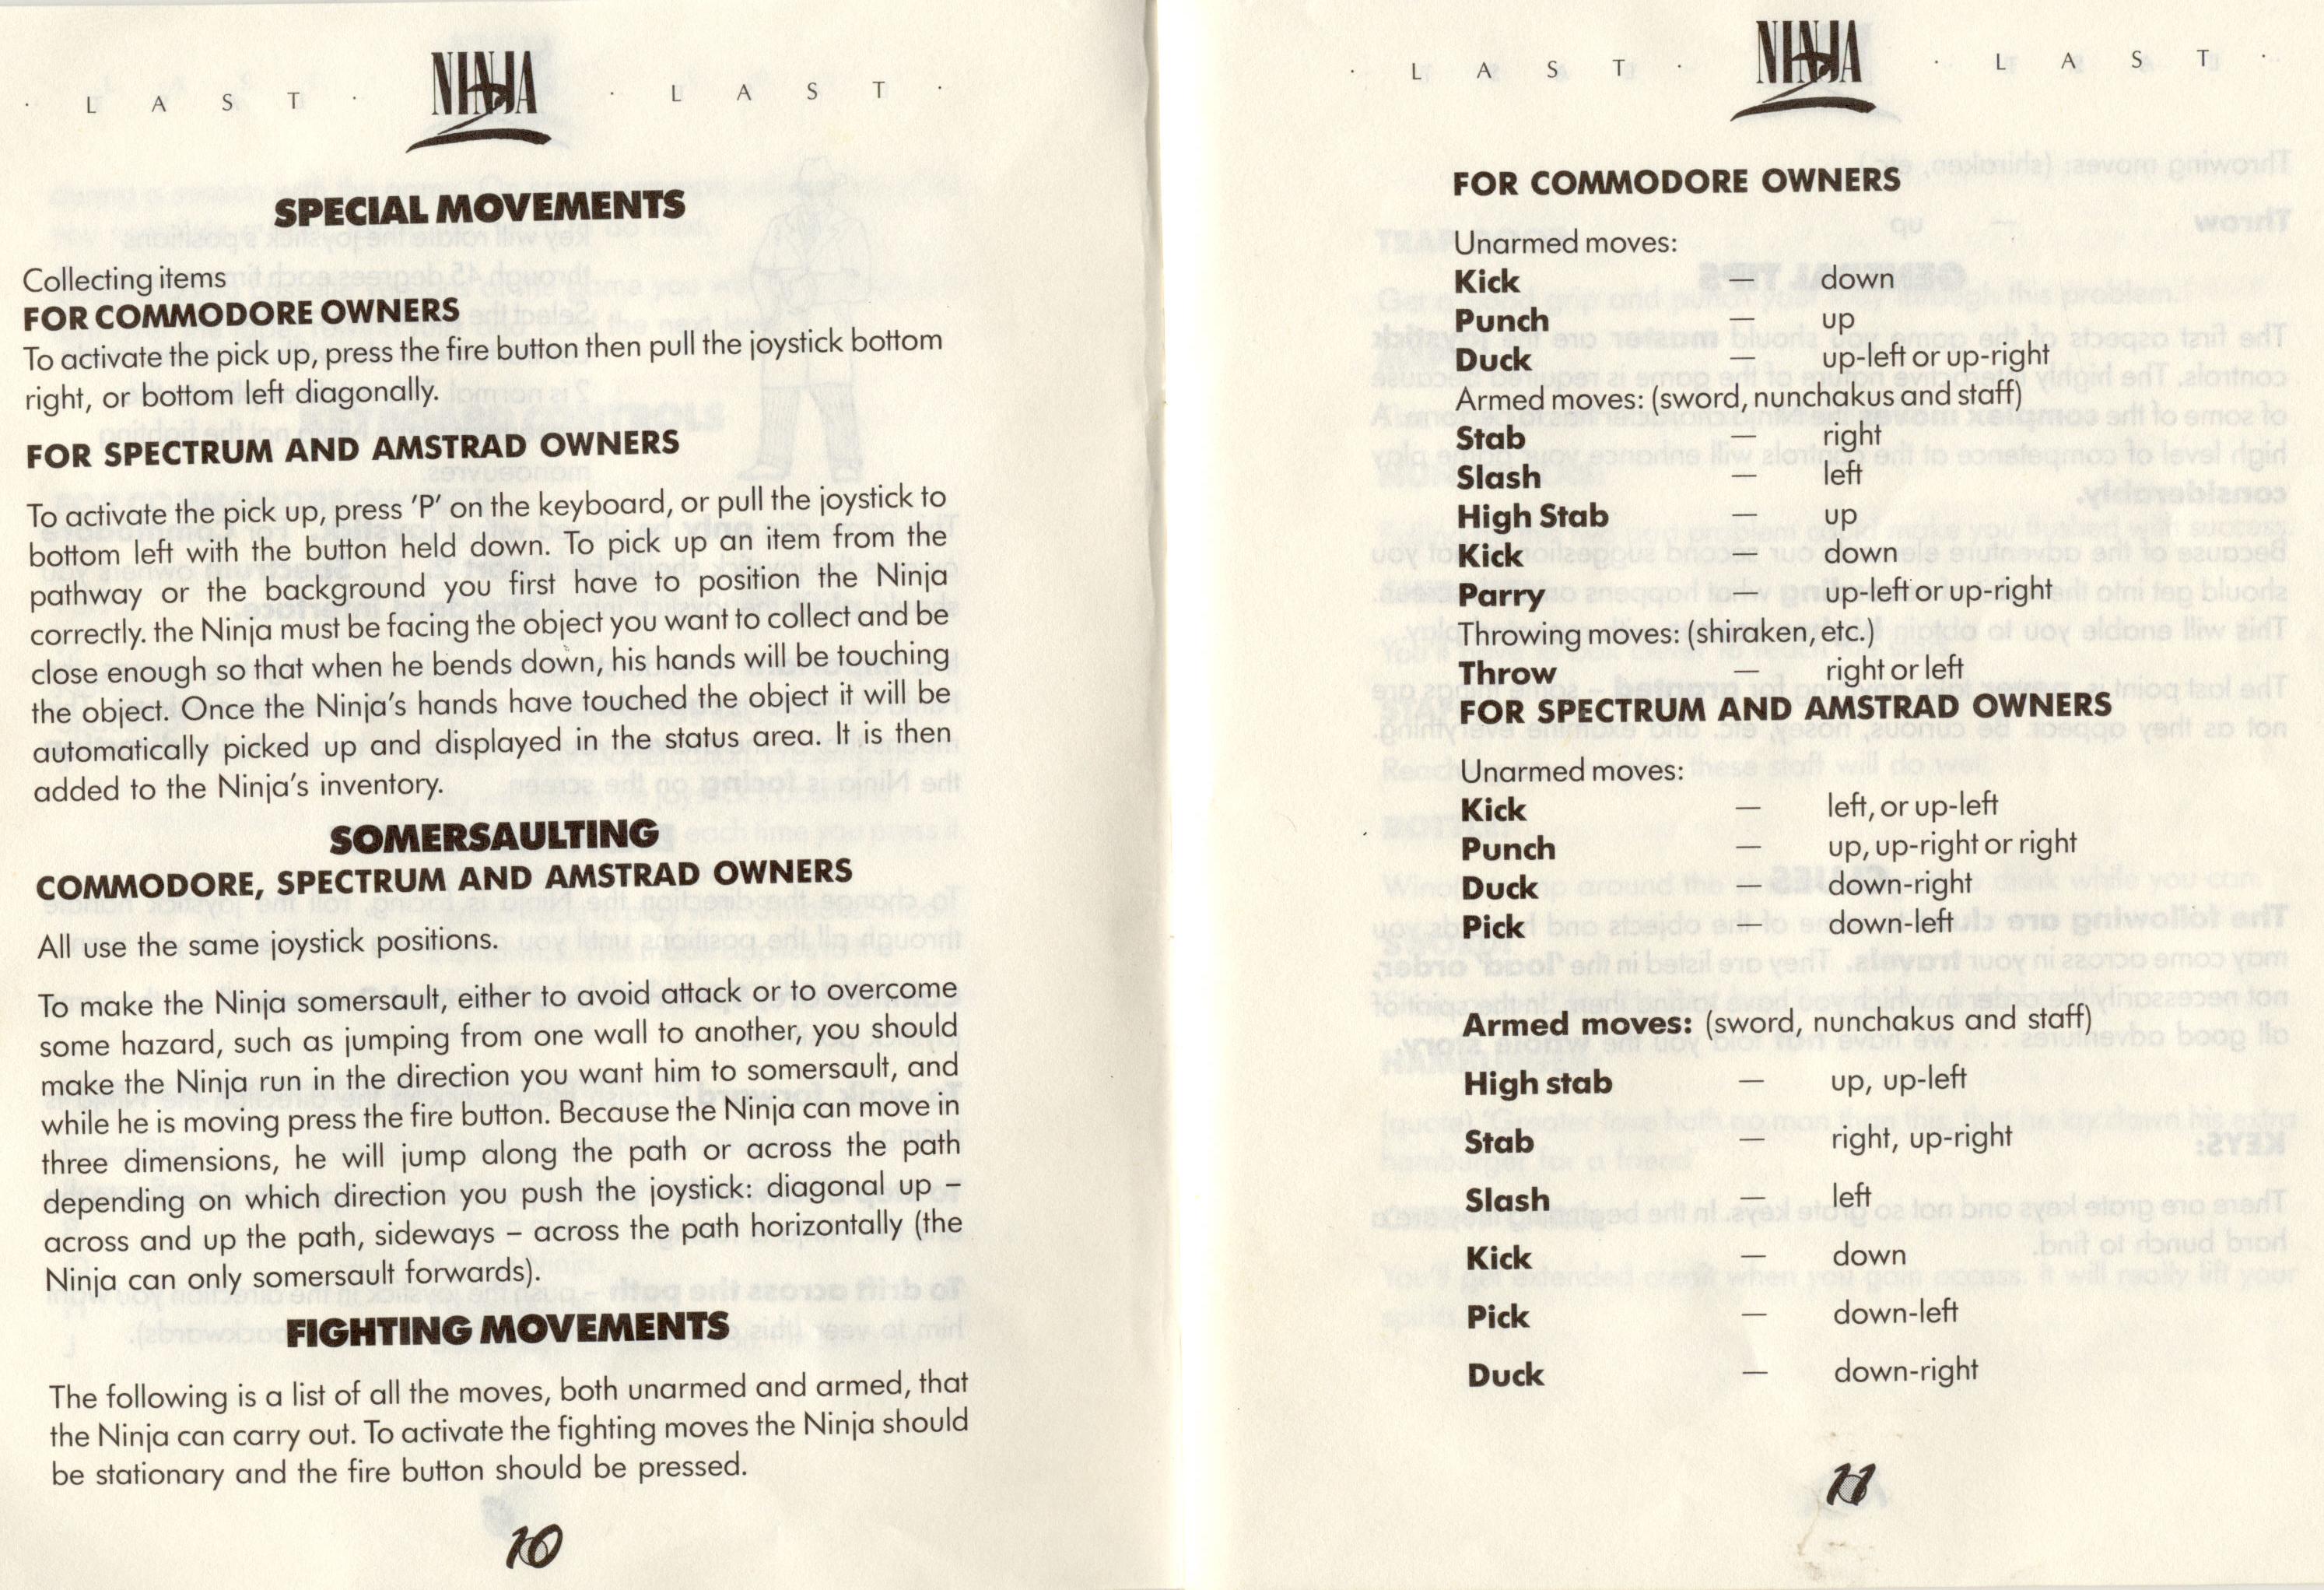 · L A S T · NINJA 2 · L A S T ·
SPECIAL MOVEMENTS
Collecting items
FOR COMMODORE OWNERS
To activate the pick up, press the fire button then pull the joystick bottom
right, or bottom left diagonally.
FOR SPECTRUM AND AMSTRAD OWNERS
To activate the pick up, press 'P' on the keyboard, or pull the joystick to
bottom left with the button held down. To pick up an item from the
pathway or the background you first have to position the Ninja
correctly. the Ninja must be facing the object you want to collect and be
close enough so that when he bends down, his hands will be touching
the object. Once the Ninja's hands have touched the object it will be
automatically picked up and displayed in the status area. It is then
added to the Ninja's inventory.
SOMERSAULTING
COMMODORE, SPECTRUM AND AMSTRAD OWNERS
All use the same joystick positions.
To make the Ninja somersault, either to avoid attack or to overcome
some hazard, such as jumping from one wall to another, you should
make the Ninja run in the direction you want him to somersault, and
while he is moving press the fire button. Because the Ninja can move in
three dimensions, he will jump along the path or across the path
depending on which direction you push the joystick: diagonal up –
across and up the path, sideways – across the path horizontally (the
Ninja can only somersault forwards).
FIGHTING MOVEMENTS
The following is a list of all the moves, both unarmed and armed, that
the Ninja can carry out. To activate the fighting moves the Ninja should
be stationary and the fire button should be pressed.
10
· L A S T · NINJA 2 · L A S T ·
FOR COMMODORE OWNERS
Unarmed moves:
Kick — down
Punch — up
Duck — up-left or up-right
Armed moves: (sword, nunchakus and staff)
Stab — right
Slash — left
High Stab — up
Kick — down
Parry — up-left or up-right
Throwing moves: (shiraken, etc.)
Throw — right or left
FOR SPECTRUM AND AMSTRAD OWNERS
Unarmed moves:
Kick — left, or up-left
Punch — up, up-right or right
Duck — down-right
Pick — down-left
Armed moves: (sword, nunchakus and staff)
High stab — up, up-left
Stab — right, up-right
Slash — left
Kick — down
Pick — down-left
Duck — down-right
11